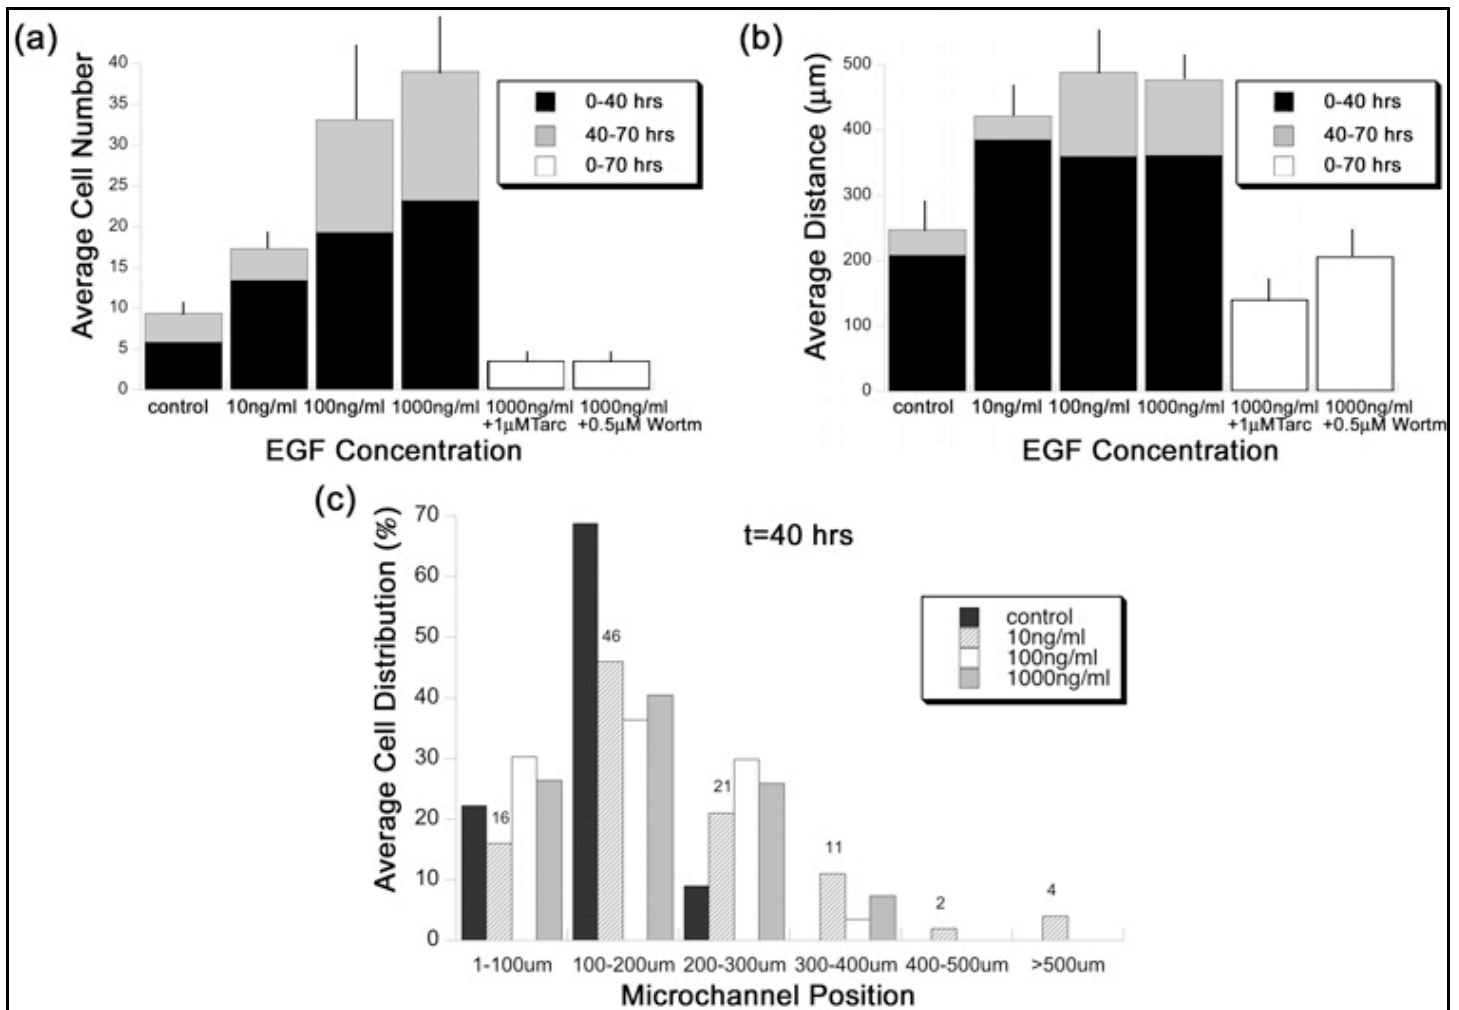 (a)
Average Cell Number
40
35
30
25
20
15
10
5
0
0-40 hrs
40-70 hrs
0-70 hrs
control
10ng/ml
100ng/ml
1000ng/ml
1000ng/ml
+1μMTarc
1000ng/ml
+0.5μM Wortm
EGF Concentration
(b)
Average Distance (μm)
500
400
300
200
100
0
0-40 hrs
40-70 hrs
0-70 hrs
control
10ng/ml
100ng/ml
1000ng/ml
1000ng/ml
+1μMTarc
1000ng/ml
+0.5μM Wortm
EGF Concentration
(c)
Average Cell Distribution (%)
70
60
50
40
30
20
10
0
t=40 hrs
control
10ng/ml
100ng/ml
1000ng/ml
16
46
21
11
2
4
1-100um
100-200um
200-300um
300-400um
400-500um
>500um
Microchannel Position